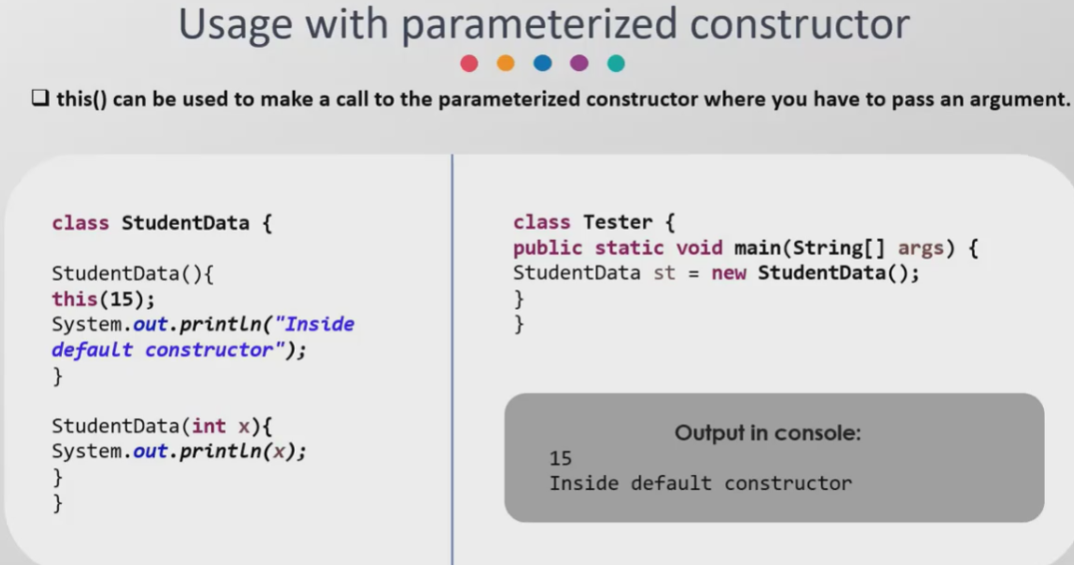 Usage with parameterized constructor
❑ this() can be used to make a call to the parameterized constructor where you have to pass an argument.
class StudentData {
StudentData(){
this(15);
System.out.println("Inside
default constructor");
}
StudentData(int x){
System.out.println(x);
}
}
class Tester {
public static void main(String[] args) {
StudentData st = new StudentData();
}
}
Output in console:
15
Inside default constructor